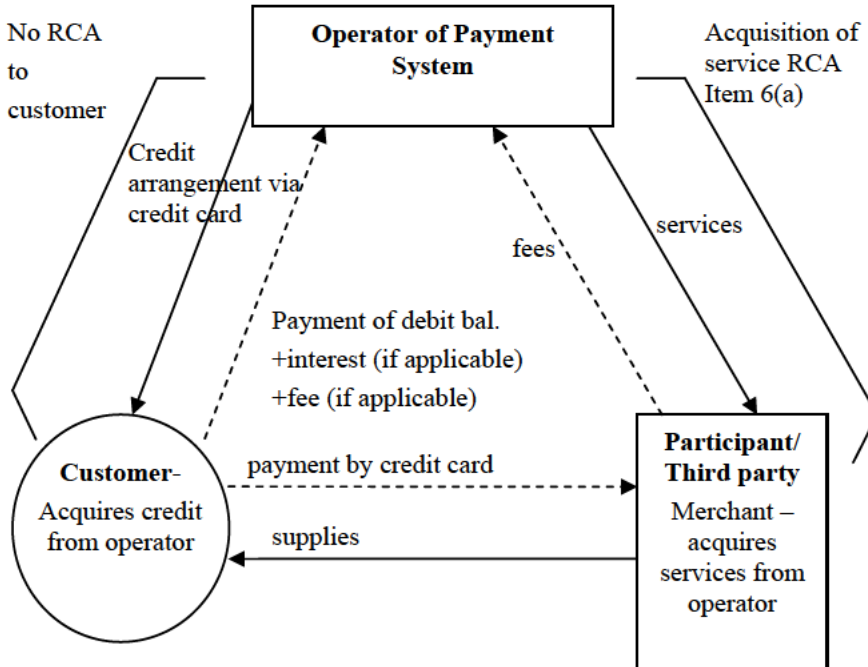 No RCA
to
customer
Operator of Payment
System
Acquisition of
service RCA
Item 6(a)
Credit
arrangement via
credit card
services
fees
Payment of debit bal.
+interest (if applicable)
+fee (if applicable)
Customer-
Acquires credit
from operator
payment by credit card
supplies
Participant/
Third party
Merchant –
acquires
services from
operator